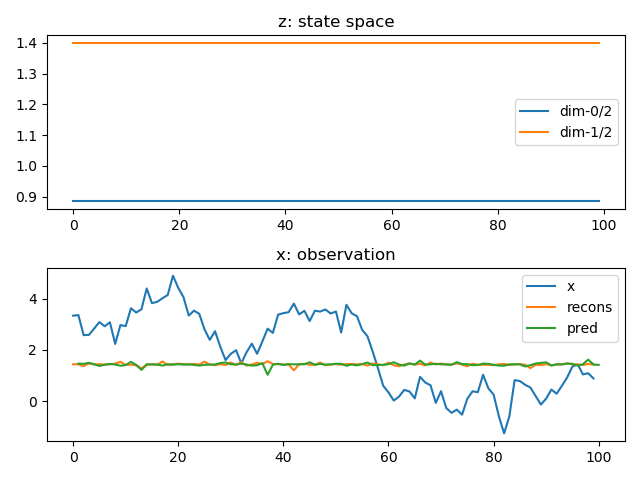 z: state space
1.4
1.3
1.2
1.1
1.0
0.9
dim-0/2
dim-1/2
0 20 40 60 80 100
x: observation
4
2
0
x
recons
pred
0 20 40 60 80 100